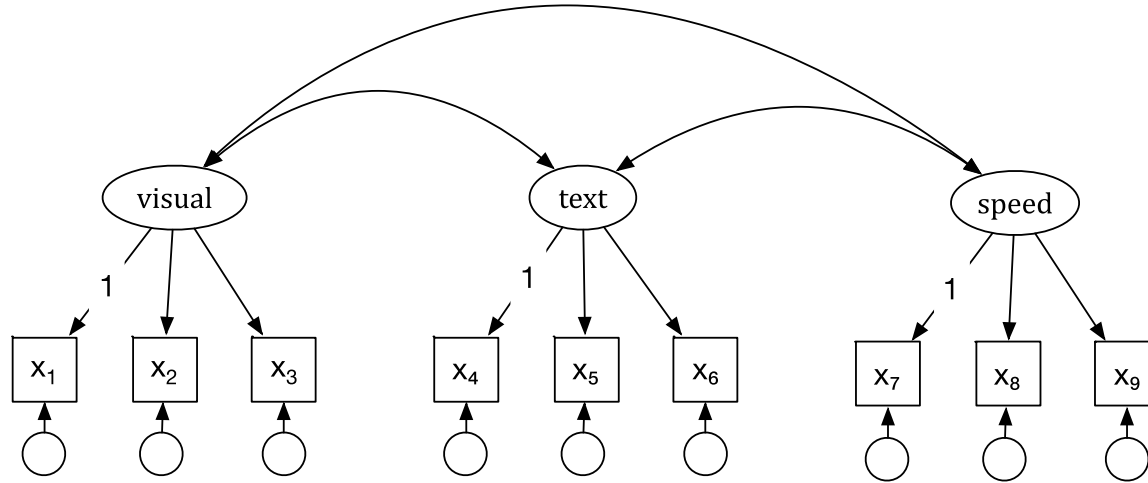 visual text speed
1 1 1
x₁ x₂ x₃ x₄ x₅ x₆ x₇ x₈ x₉